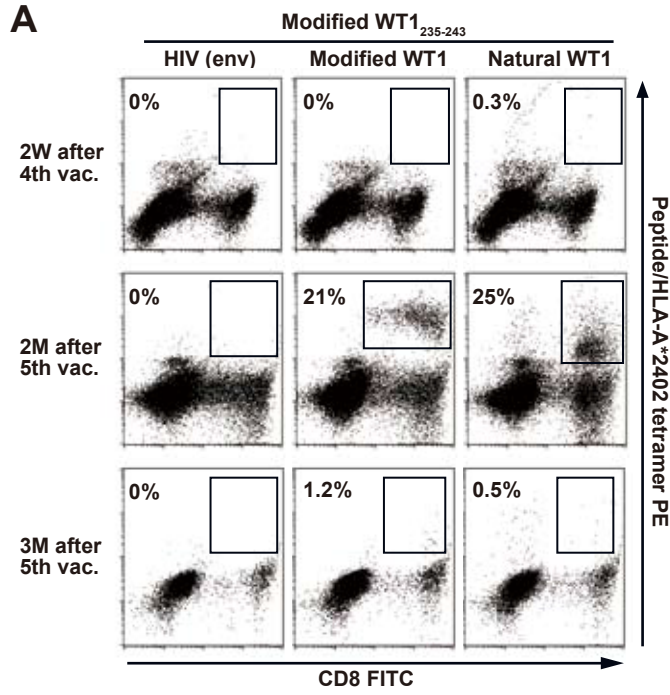 A
Modified WT1235-243
HIV (env) Modified WT1 Natural WT1
2W after
4th vac.
0% 0% 0.3%
2M after
5th vac.
0% 21% 25%
3M after
5th vac.
0% 1.2% 0.5%
CD8 FITC
Peptide/HLA-A*2402 tetramer PE